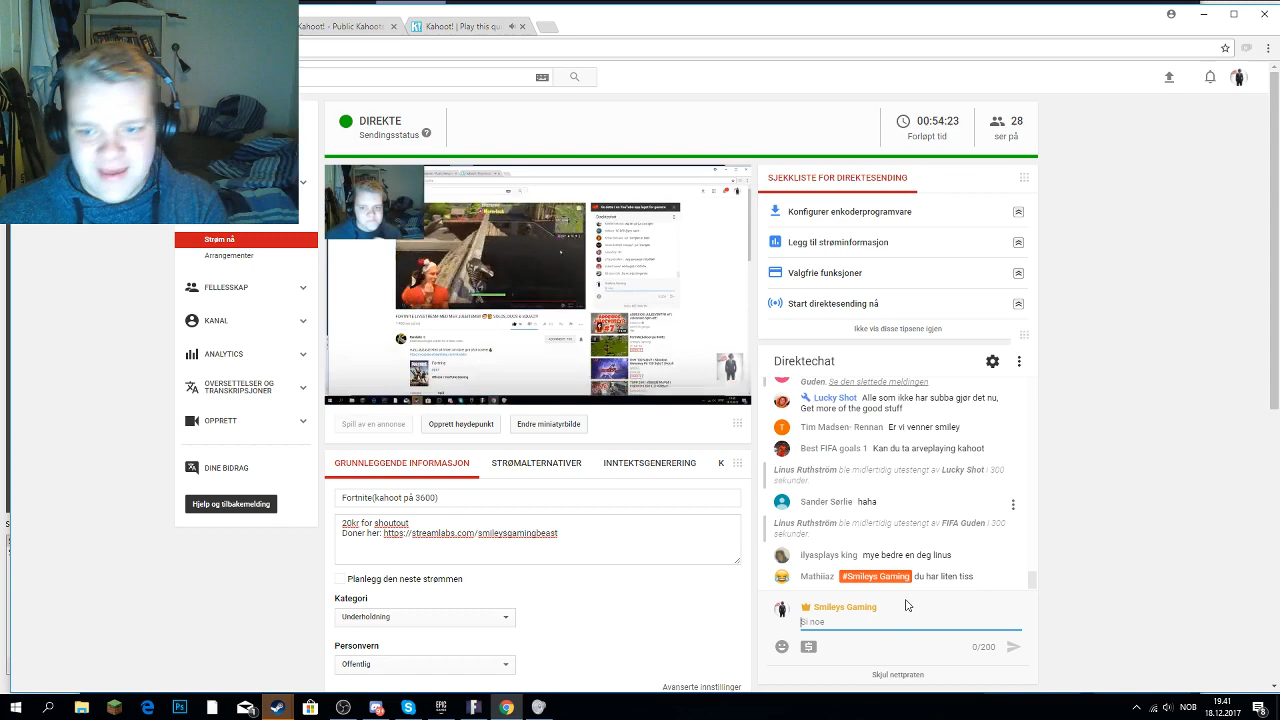 Kahoot! - Public Kahoots
Kahoot! | Play this qu
DIREKTE
Sendingsstatus
00:54:23
Forløpt tid
28
ser på
Strøm nå
Arrangementer
FELLESSKAP
KANAL
ANALYTICS
OVERSETTELSER OG
TRANSKRIPSJONER
OPPRETT
DINE BIDRAG
Hjelp og tilbakemelding
Spill av en annonse
Opprett høydepunkt
Endre miniatyrbilde
GRUNNLEGGENDE INFORMASJON
STRØMALTERNATIVER
INNTEKTSGENERERING
K
Fortnite(kahoot på 3600)
20kr for shoutout
Doner her: https://streamlabs.com/smileysgamingbeast
Planlegg den neste strømmen
Kategori
Underholdning
Personvern
Offentlig
Avanserte innstillinger
SJEKKLISTE FOR DIREKTESENDING
Konfigurer enkoderprogramvare
Legg til strøminformasjon
Valgfrie funksjoner
Start direktesending nå
Ikke vis disse tipsene igjen
Direktechat
Guden. Se den slettede meldingen
Lucky Shot Alle som ikke har subba gjør det nu,
Get more of the good stuff
Tim Madsen- Rennan Er vi venner smiley
Best FIFA goals 1 Kan du ta arveplaying kahoot
Linus Ruthström ble midlertidig utestengt av Lucky Shot i 300
sekunder.
Sander Sørlie haha
Linus Ruthström ble midlertidig utestengt av FIFA Guden i 300
sekunder.
ilyasplays king mye bedre en deg linus
Mathiiaz #Smileys Gaming du har liten tiss
Smileys Gaming
Si noe
0/200
Skjul nettpraten
NOB
19.41
18.12.2017